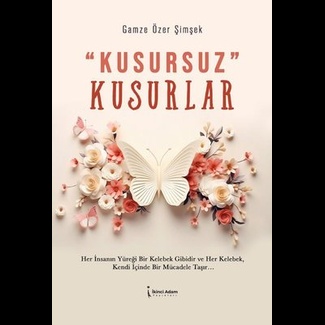 Gamze Özer Şimşek
“KUSURSUZ”
KUSURLAR
Her İnsanın Yüreği Bir Kelebek Gibidir ve Her Kelebek,
Kendi İçinde Bir Mücadele Taşır...
İkinci Adam
Yayınları